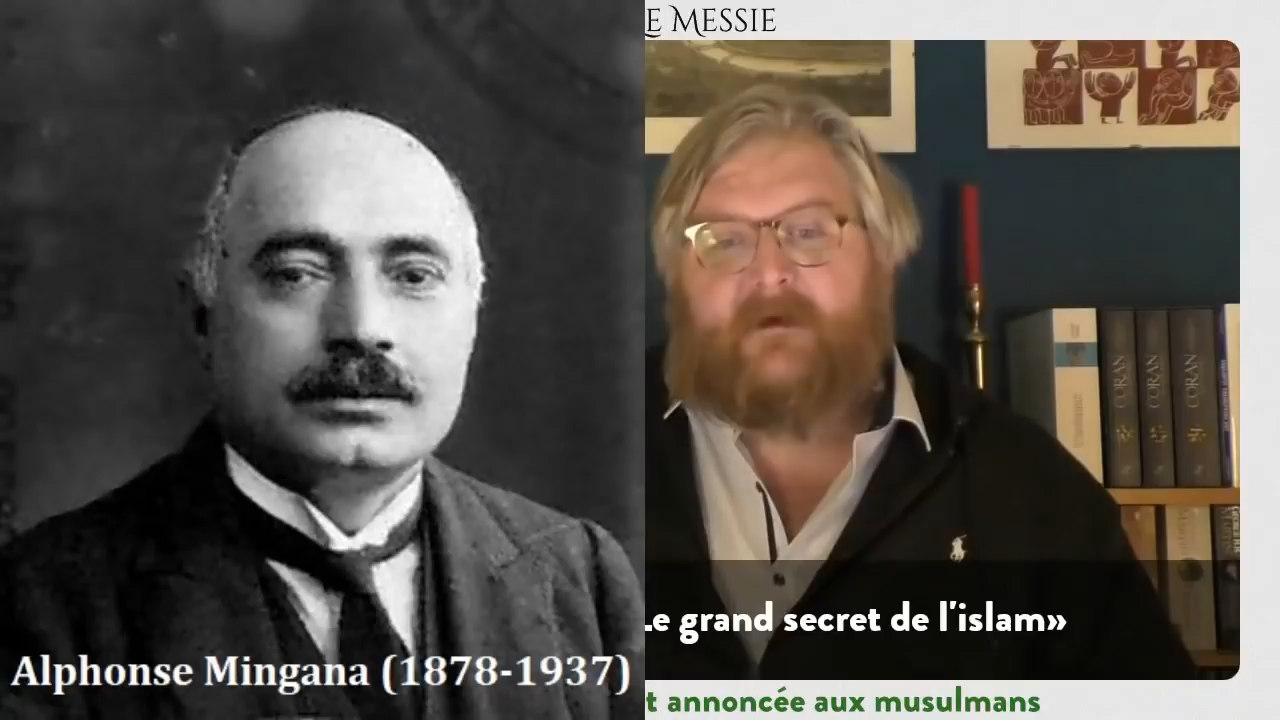 E MESSIE
CORAN
CORAN
CORAN
Le grand secret de l'islam»
Alphonse Mingana (1878-1937)
t annoncée aux musulmans